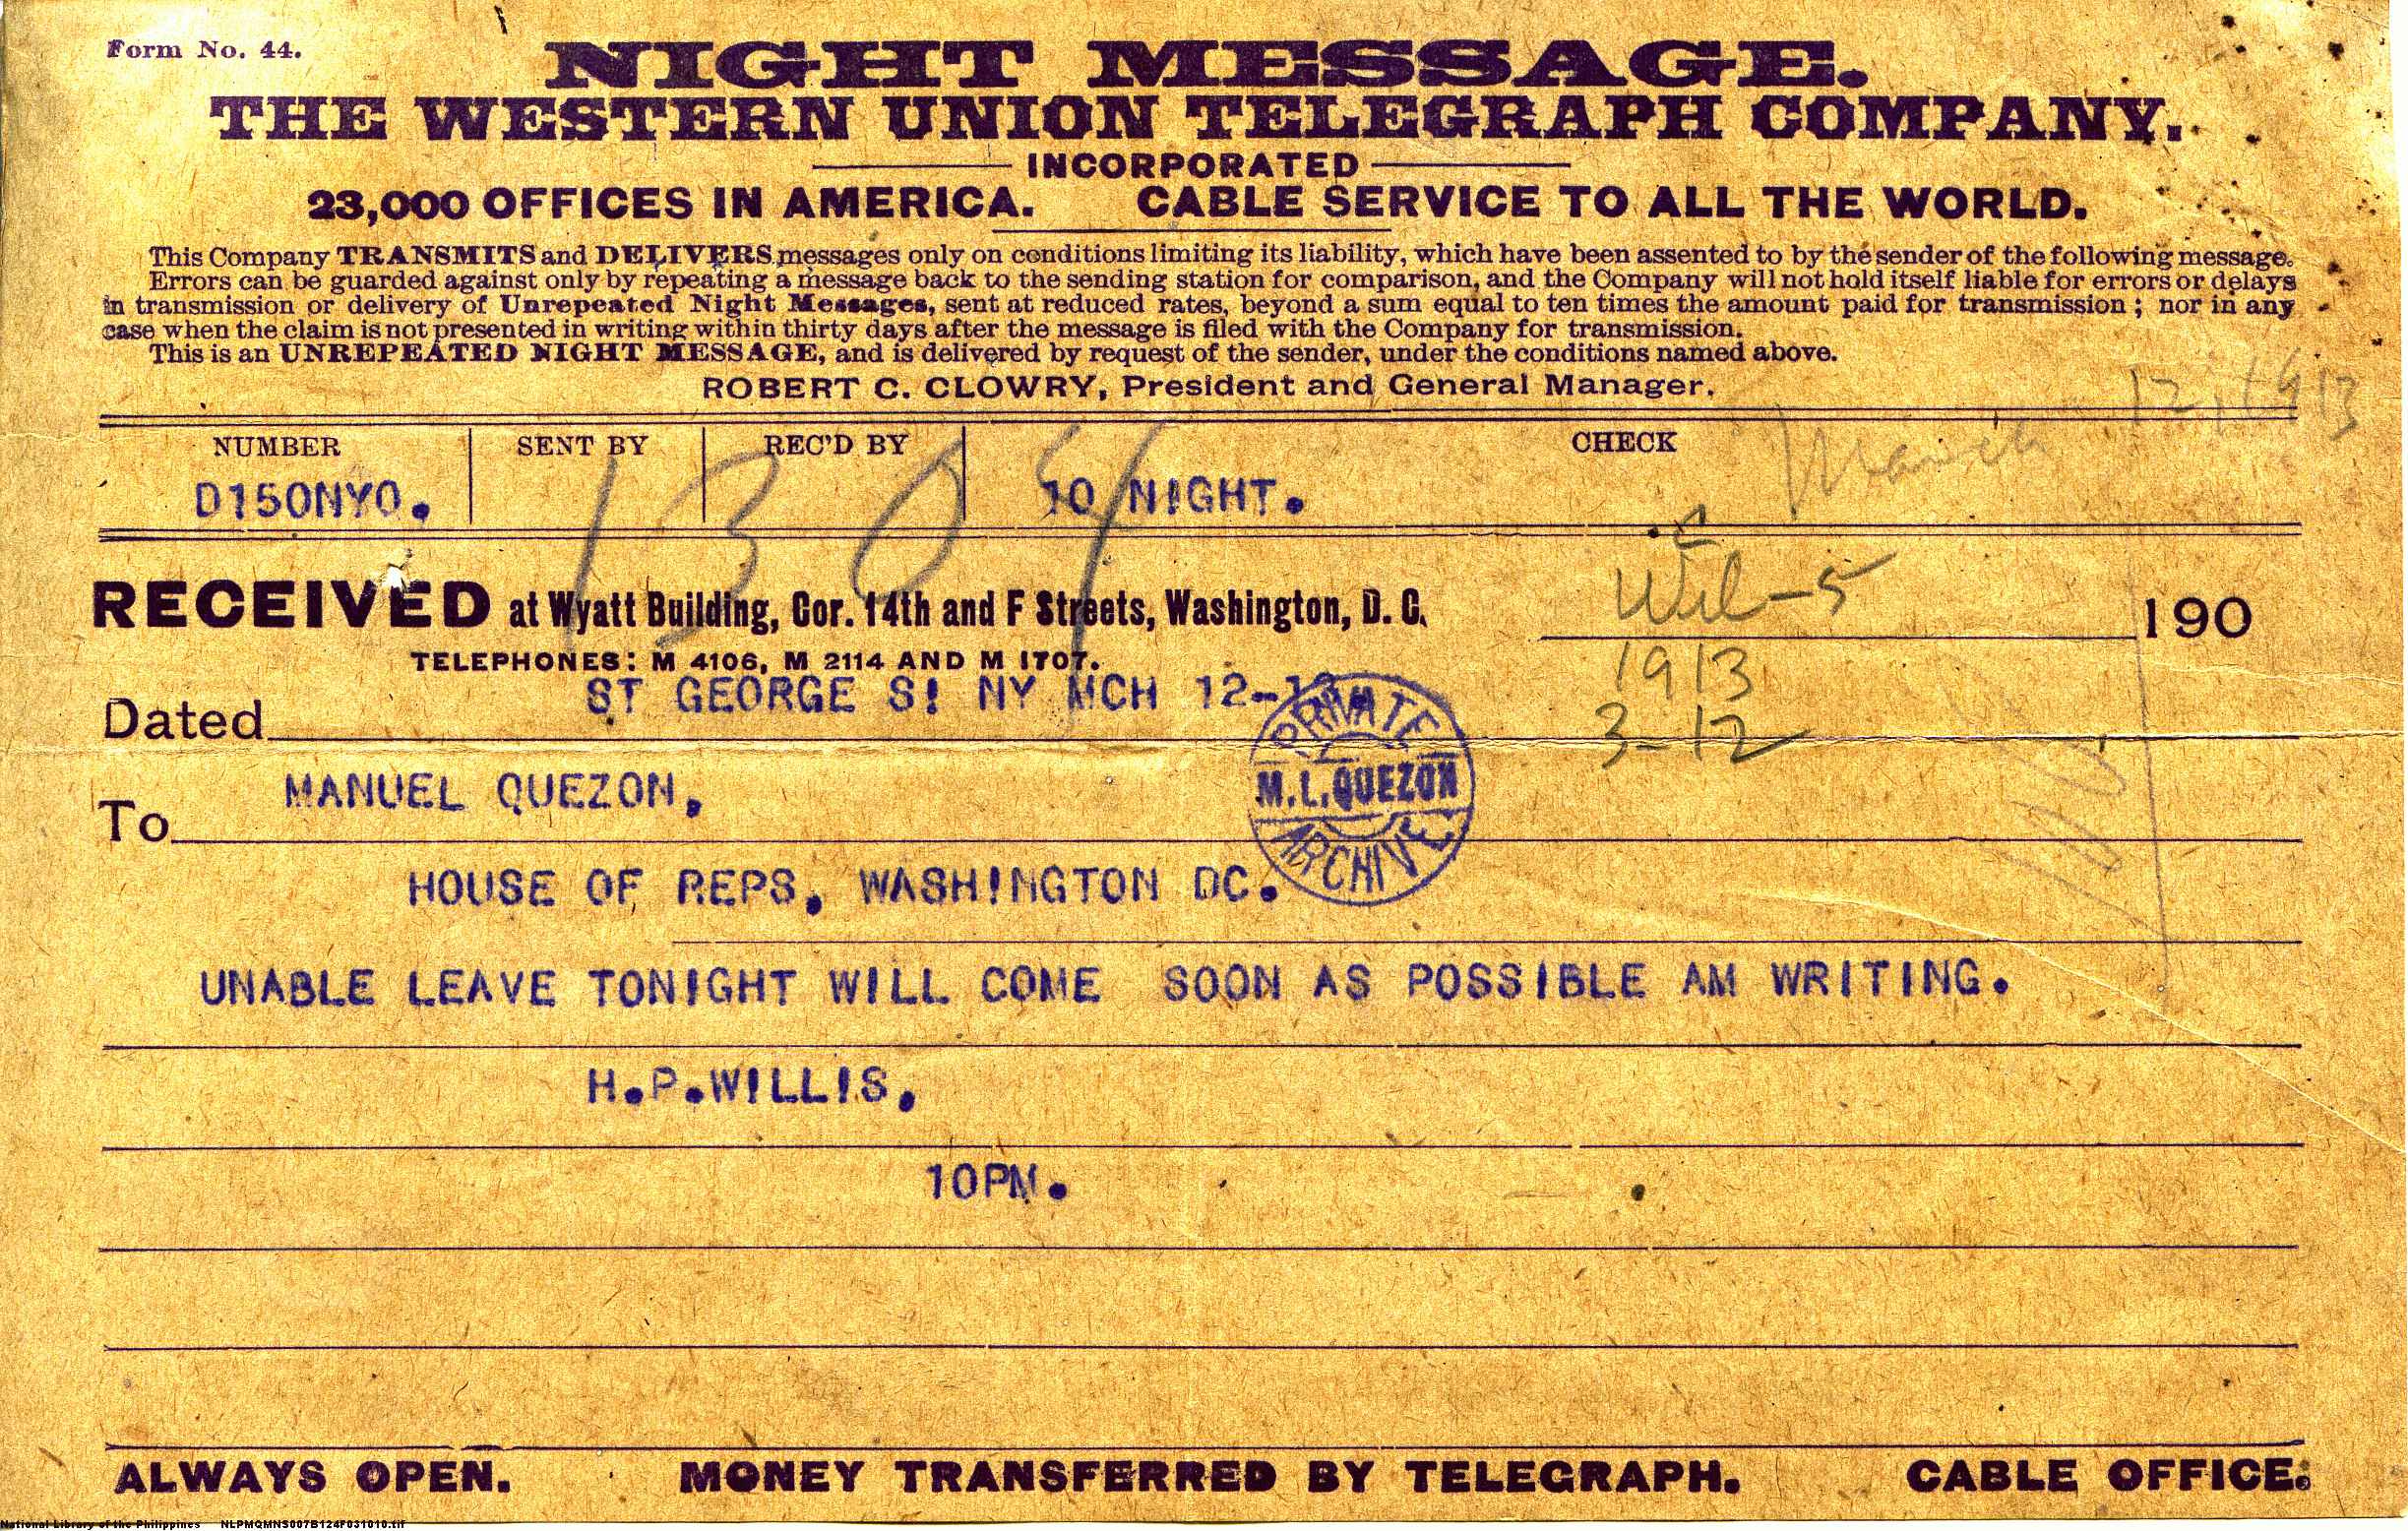 Form No. 44.
NIGHT MESSAGE.
THE WESTERN UNION TELEGRAPH COMPANY.
INCORPORATED
23,000 OFFICES IN AMERICA. CABLE SERVICE TO ALL THE WORLD.
This Company TRANSMITS and DELIVERS messages only on conditions limiting its liability, which have been assented to by the sender of the following message.
Errors can be guarded against only by repeating a message back to the sending station for comparison, and the Company will not hold itself liable for errors or delays
in transmission or delivery of Unrepeated Night Messages, sent at reduced rates, beyond a sum equal to ten times the amount paid for transmission; nor in any
case when the claim is not presented in writing within thirty days after the message is filed with the Company for transmission.
This is an UNREPEATED NIGHT MESSAGE, and is delivered by request of the sender, under the conditions named above.
ROBERT C. CLOWRY, President and General Manager.
March 12, 1913
NUMBER SENT BY REC'D BY CHECK
D150NYO. 10 NIGHT.
1304
RECEIVED at Wyatt Building, Cor. 14th and F Streets, Washington, D. C. Wil-5 190
TELEPHONES: M 4106, M 2114 AND M 1707. 1913
Dated ST GEORGE S! NY MCH 12- 3-12
To MANUEL QUEZON,
PRIVATE
M.L.QUEZON
ARCHIVE
HOUSE OF REPS, WASH!NGTON DC.
UNABLE LEAVE TONIGHT WILL COME SOON AS POSSIBLE AM WRITING.
H.P.WILL!S,
10PM.
ALWAYS OPEN. MONEY TRANSFERRED BY TELEGRAPH. CABLE OFFICE.
National Library of the Philippines NLPMQMNS007B124F031010.tif